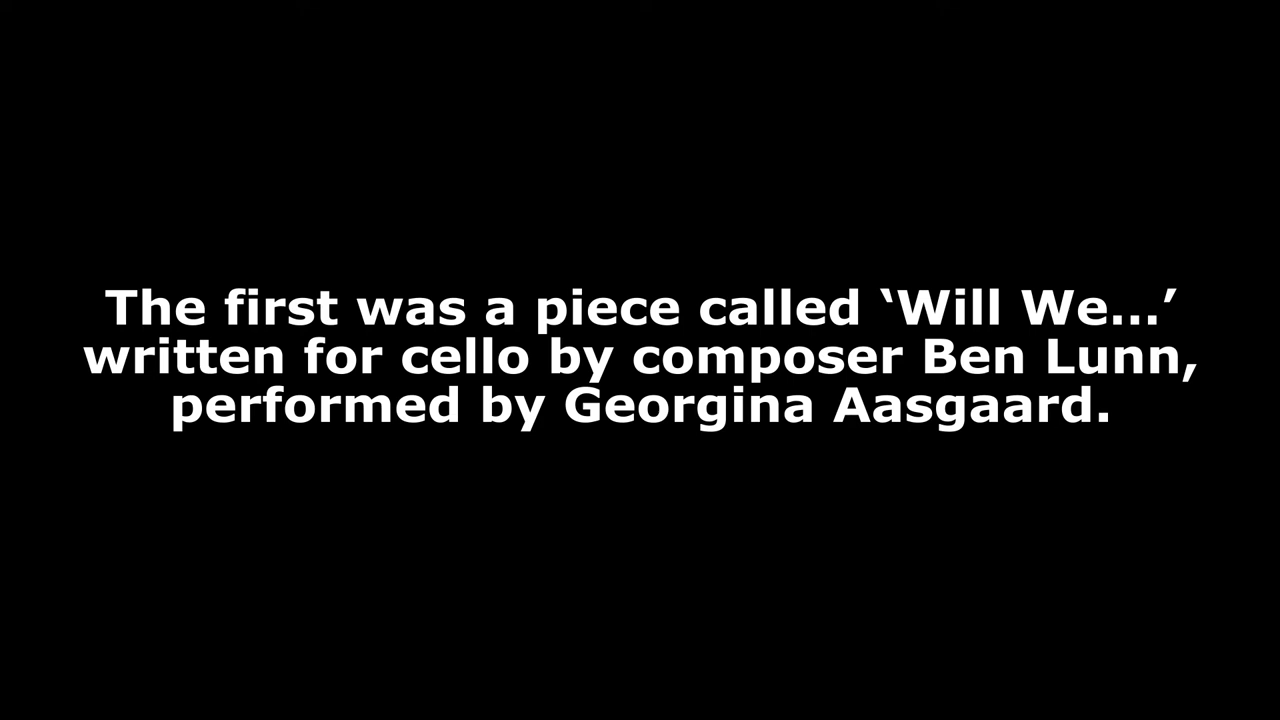 The first was a piece called ‘Will We...’
written for cello by composer Ben Lunn,
performed by Georgina Aasgaard.